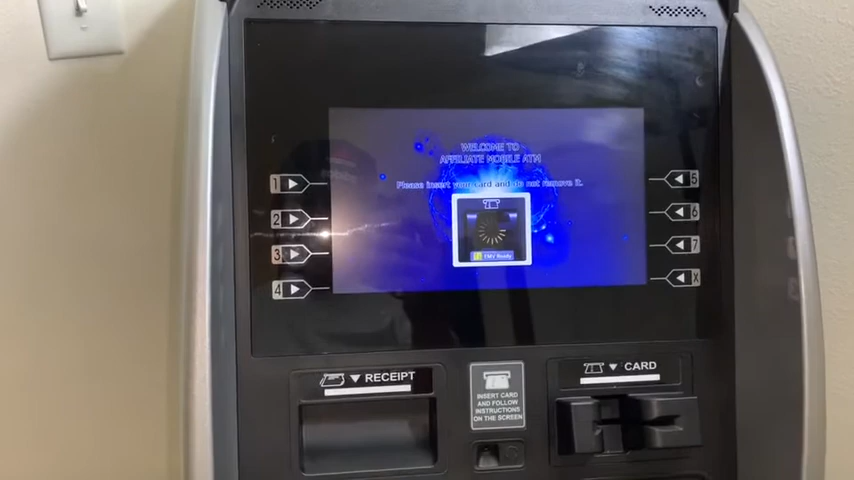 WELCOME TO
AFFILIATE MOBILE ATM
Please insert your card and do not remove it.
EMV Ready
1
2
3
4
5
6
7
X
RECEIPT
INSERT CARD
AND FOLLOW
INSTRUCTIONS
ON THE SCREEN
CARD